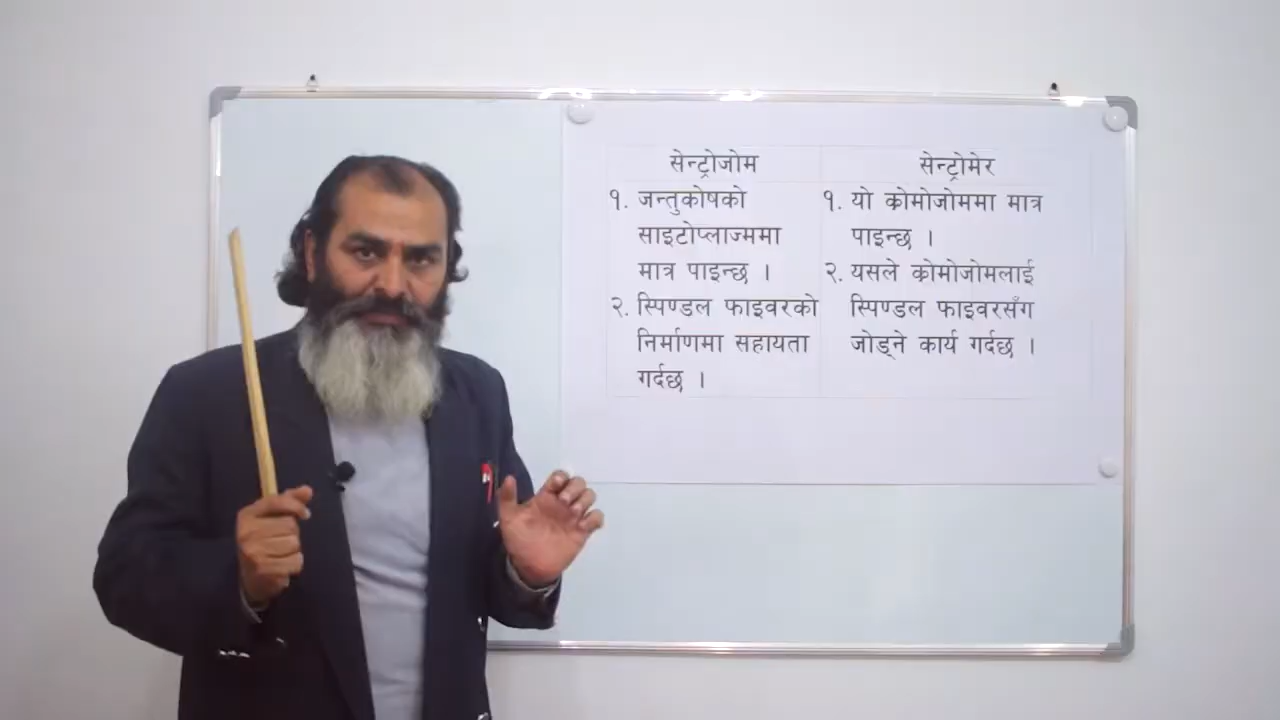 सेन्ट्रोजोम
१. जन्तुकोषको
साइटोप्लाज्ममा
मात्र पाइन्छ ।
२. स्पिण्डल फाइवरको
निर्माणमा सहायता
गर्दछ ।
सेन्ट्रोमेर
१. यो क्रोमोजोममा मात्र
पाइन्छ ।
२. यसले क्रोमोजोमलाई
स्पिण्डल फाइवरसँग
जोड्ने कार्य गर्दछ ।